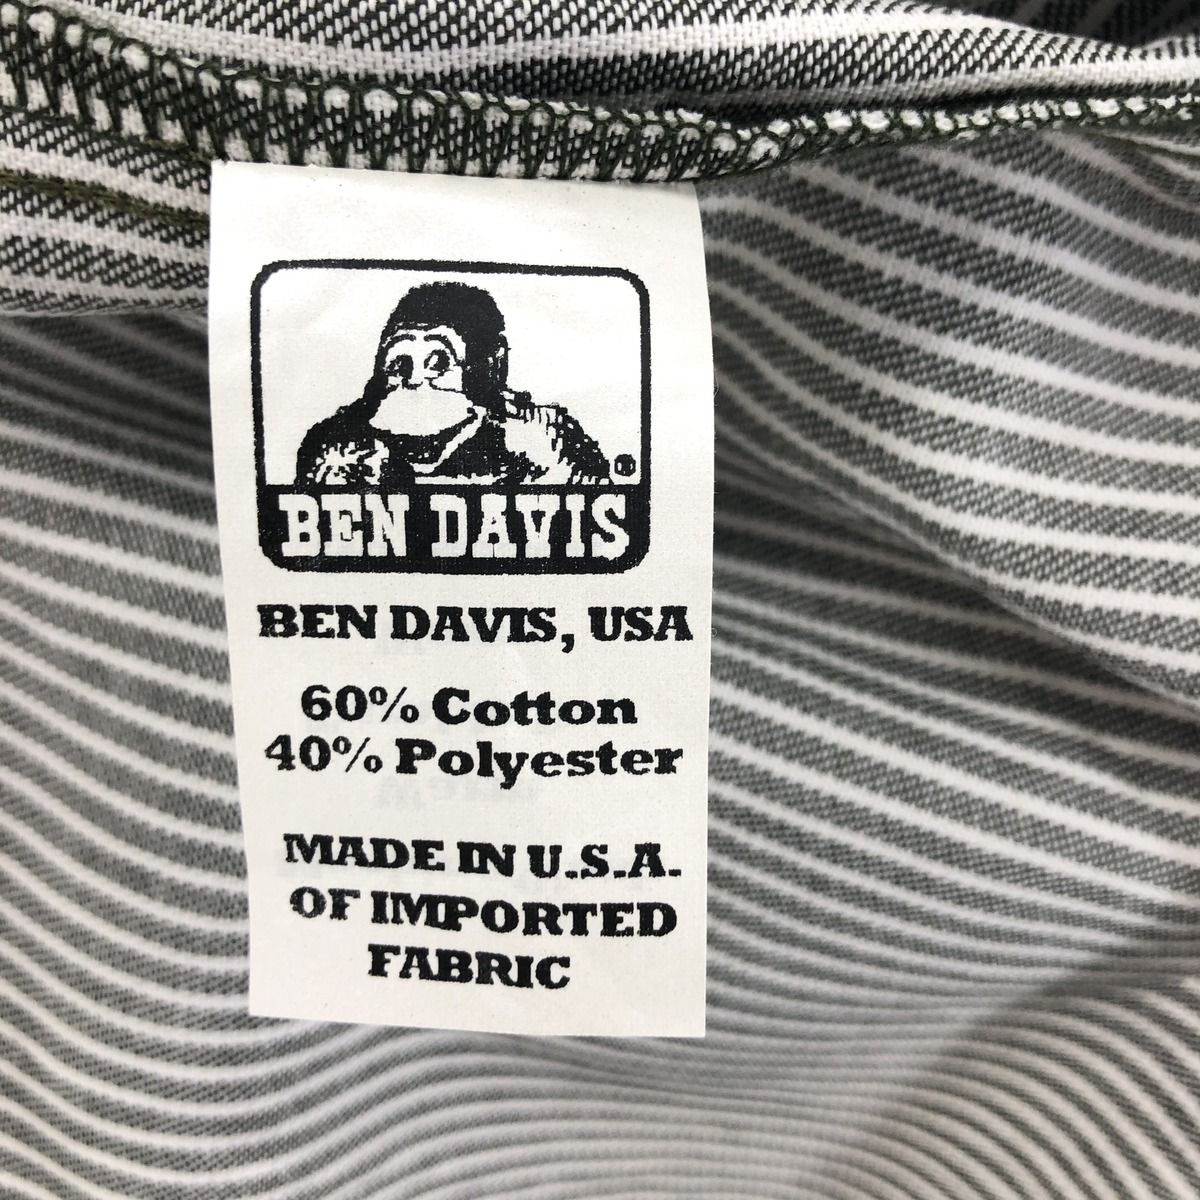 BEN DAVIS
BEN DAVIS, USA
60% Cotton
40% Polyester
MADE IN U.S.A.
OF IMPORTED
FABRIC